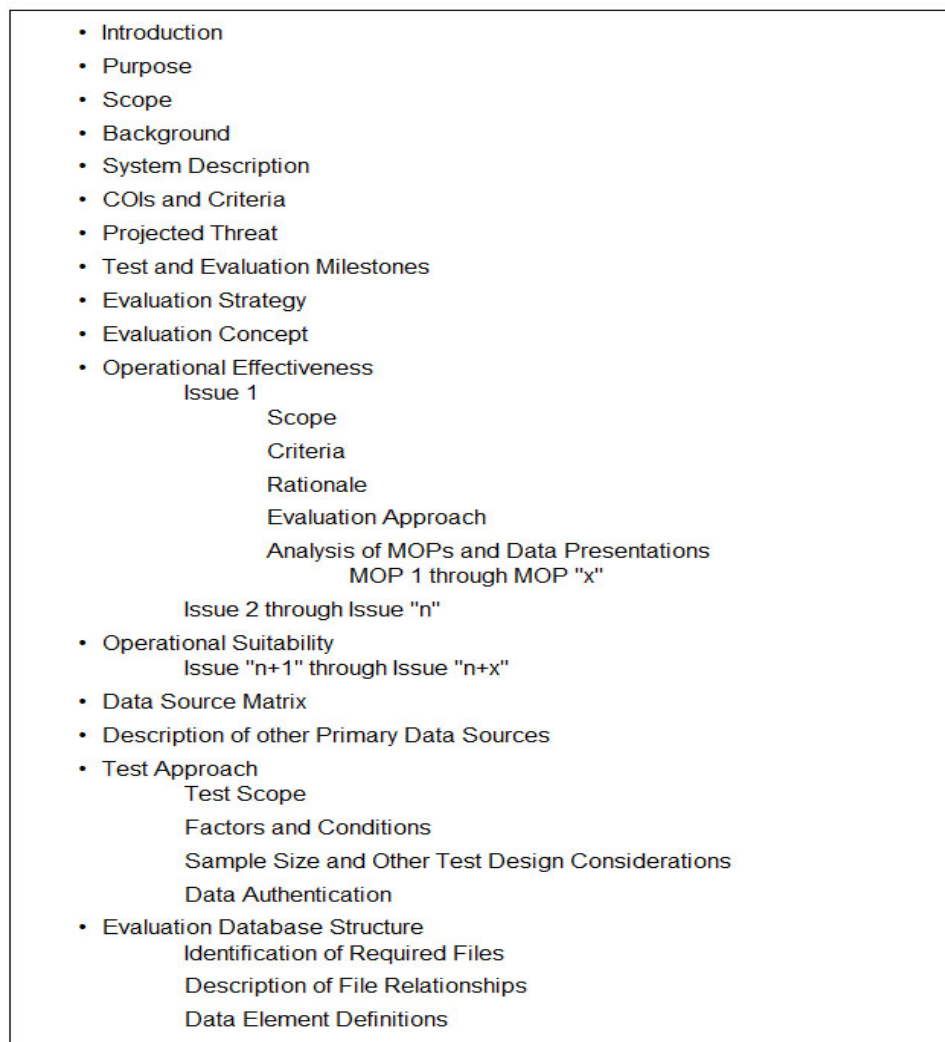 • Introduction
• Purpose
• Scope
• Background
• System Description
• COIs and Criteria
• Projected Threat
• Test and Evaluation Milestones
• Evaluation Strategy
• Evaluation Concept
• Operational Effectiveness
Issue 1
Scope
Criteria
Rationale
Evaluation Approach
Analysis of MOPs and Data Presentations
MOP 1 through MOP "x"
Issue 2 through Issue "n"
• Operational Suitability
Issue "n+1" through Issue "n+x"
• Data Source Matrix
• Description of other Primary Data Sources
• Test Approach
Test Scope
Factors and Conditions
Sample Size and Other Test Design Considerations
Data Authentication
• Evaluation Database Structure
Identification of Required Files
Description of File Relationships
Data Element Definitions